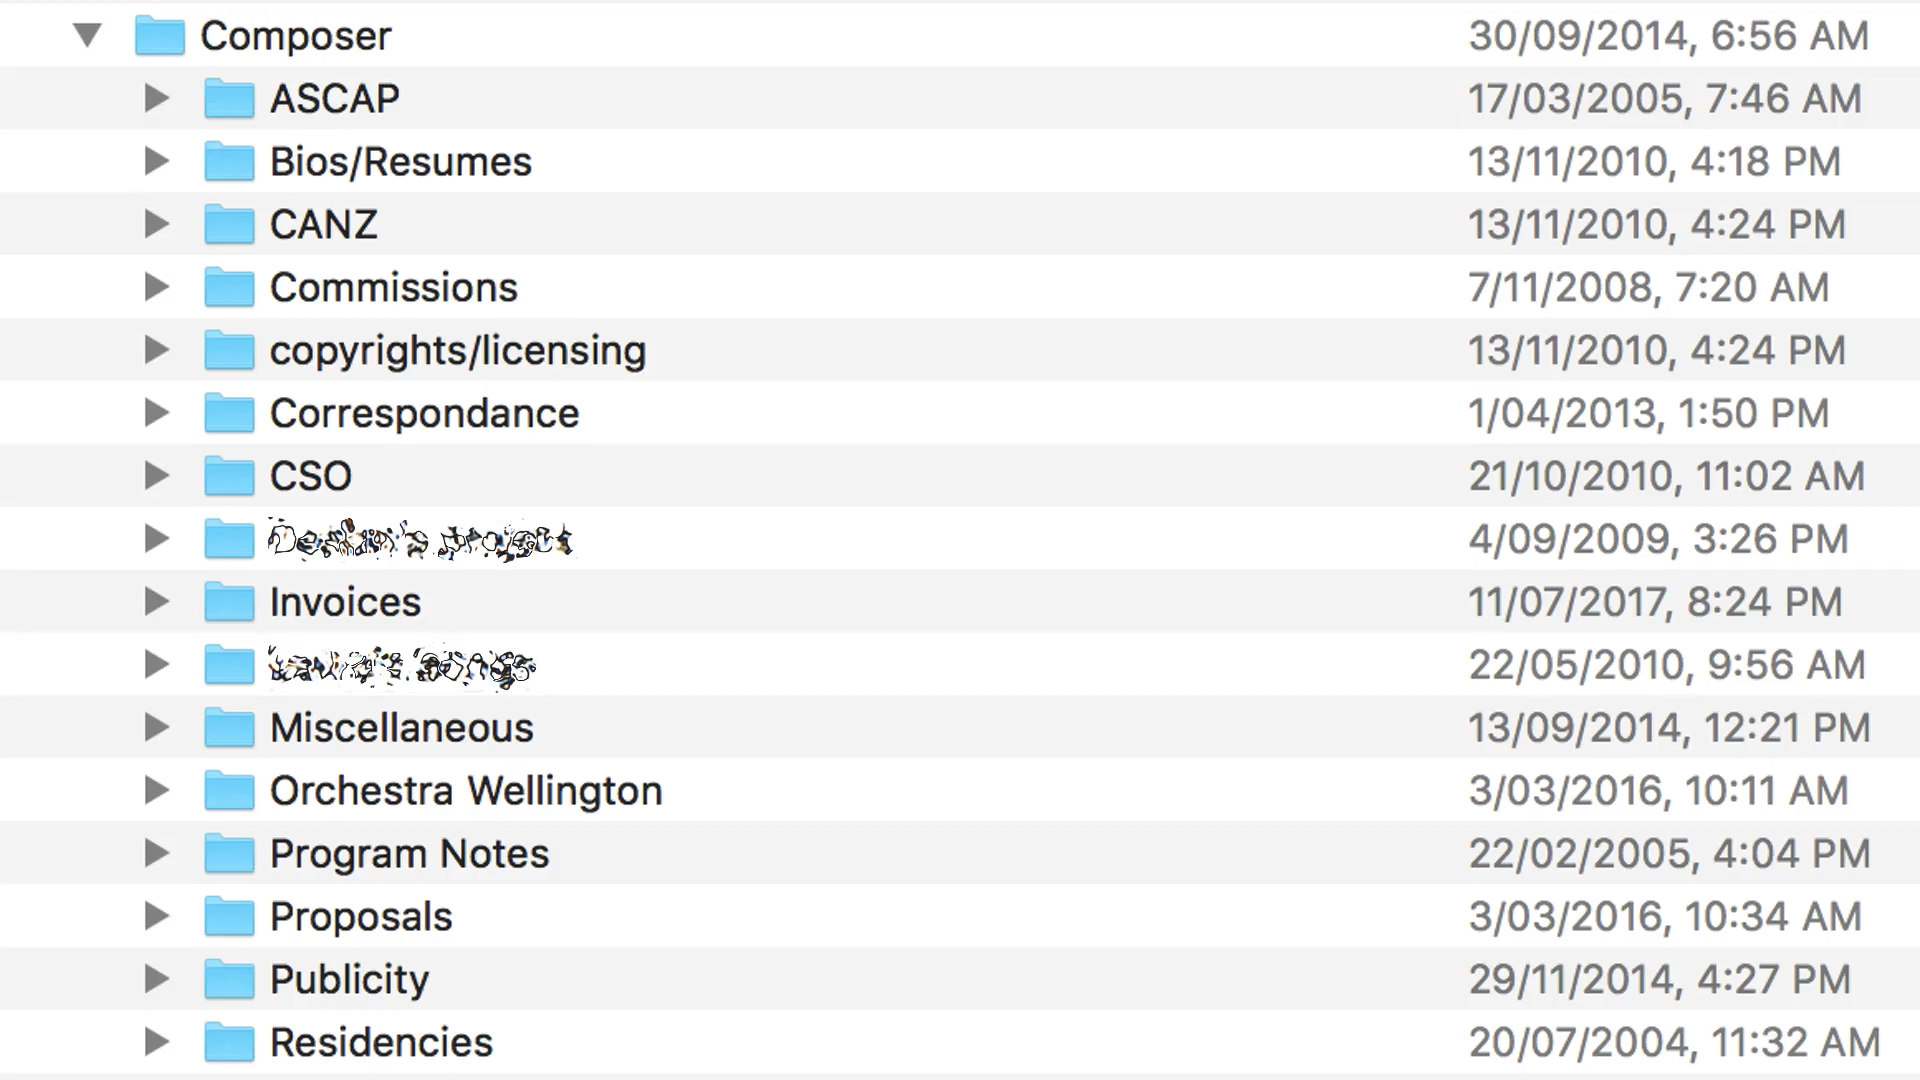 Composer 30/09/2014, 6:56 AM
ASCAP 17/03/2005, 7:46 AM
Bios/Resumes 13/11/2010, 4:18 PM
CANZ 13/11/2010, 4:24 PM
Commissions 7/11/2008, 7:20 AM
copyrights/licensing 13/11/2010, 4:24 PM
Correspondance 1/04/2013, 1:50 PM
CSO 21/10/2010, 11:02 AM
4/09/2009, 3:26 PM
Invoices 11/07/2017, 8:24 PM
22/05/2010, 9:56 AM
Miscellaneous 13/09/2014, 12:21 PM
Orchestra Wellington 3/03/2016, 10:11 AM
Program Notes 22/02/2005, 4:04 PM
Proposals 3/03/2016, 10:34 AM
Publicity 29/11/2014, 4:27 PM
Residencies 20/07/2004, 11:32 AM